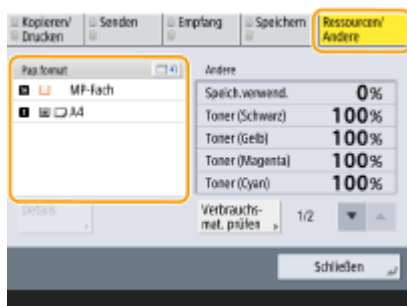 Kopieren/
Drucken
Senden
Empfang
Speichern
Ressourcen/
Andere
Pap.format
MP-Fach
1 A4
Andere
Speich.verwend. 0%
Toner (Schwarz) 100%
Toner (Gelb) 100%
Toner (Magenta) 100%
Toner (Cyan) 100%
Details
Verbrauchs-
mat. prüfen
1/2
Schließen